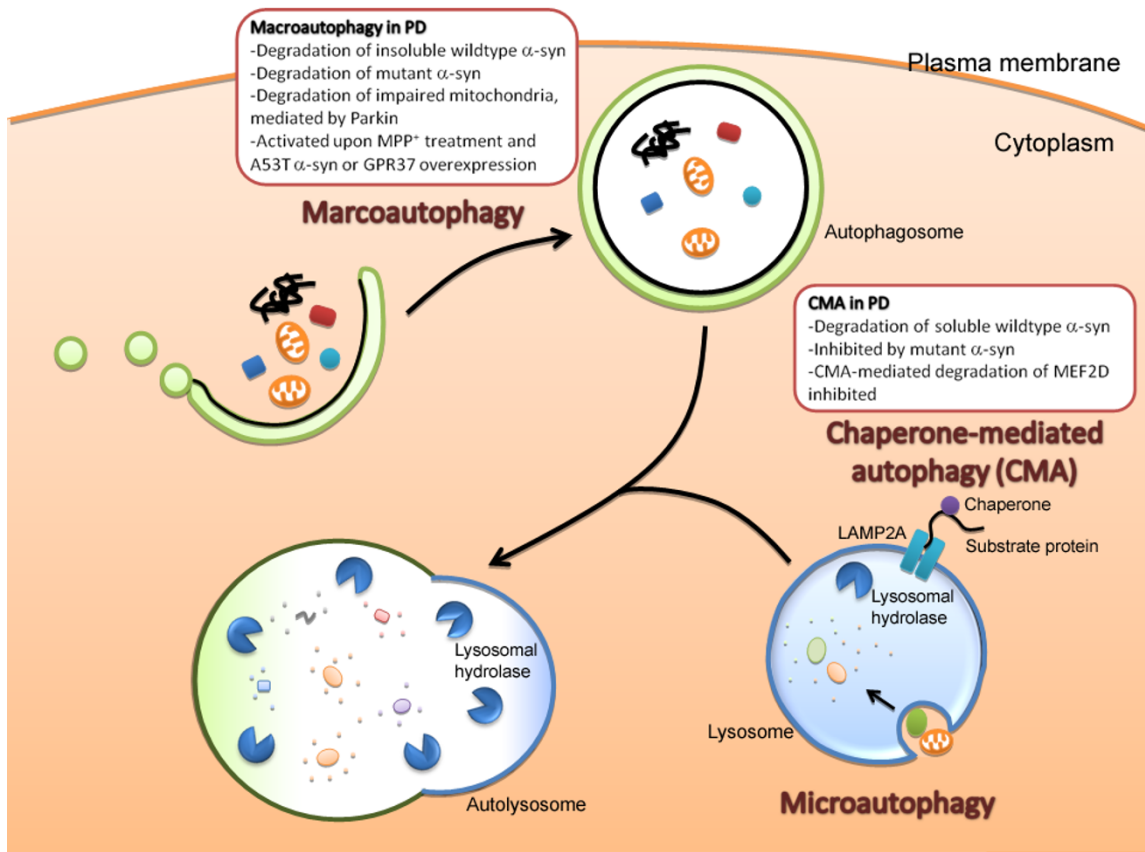 Macroautophagy in PD
-Degradation of insoluble wildtype α-syn
-Degradation of mutant α-syn
-Degradation of impaired mitochondria,
mediated by Parkin
-Activated upon MPP⁺ treatment and
A53T α-syn or GPR37 overexpression
Plasma membrane
Cytoplasm
Marcoautophagy
Autophagosome
CMA in PD
-Degradation of soluble wildtype α-syn
-Inhibited by mutant α-syn
-CMA-mediated degradation of MEF2D
inhibited
Chaperone-mediated
autophagy (CMA)
Chaperone
LAMP2A
Substrate protein
Lysosomal
hydrolase
Lysosomal
hydrolase
Lysosome
Autolysosome
Microautophagy